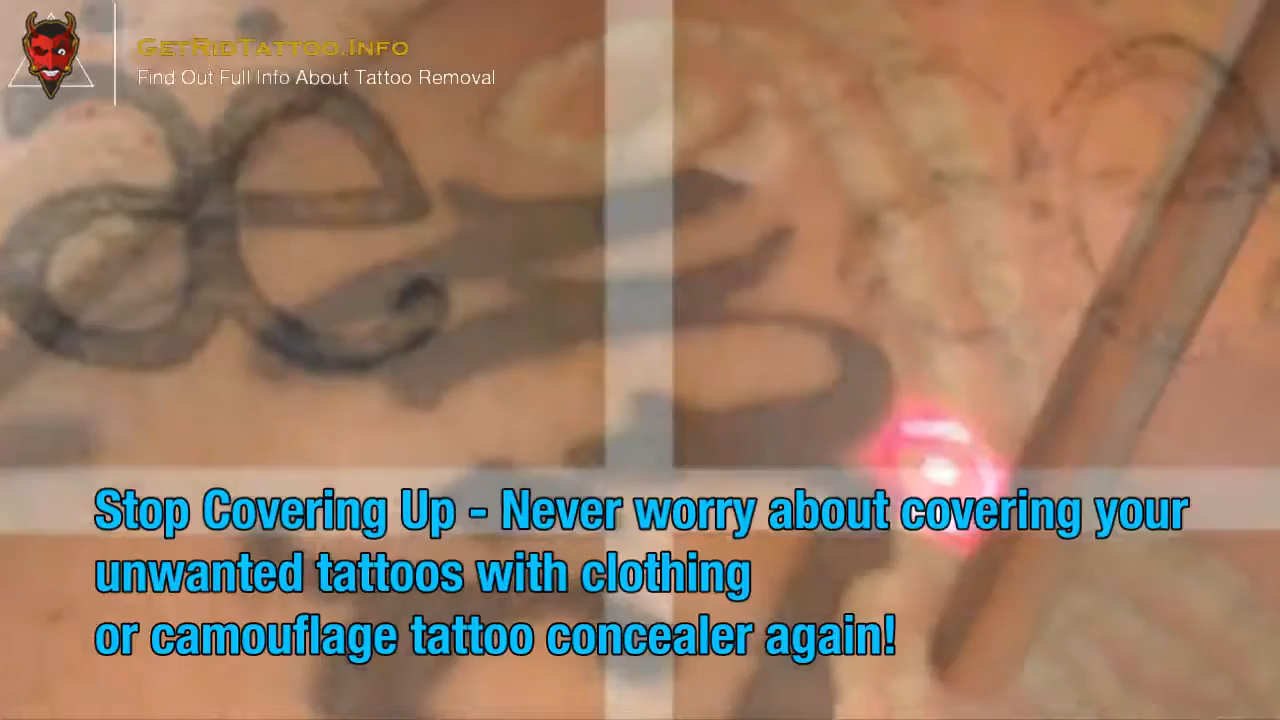 GetRidTattoo.Info
Find Out Full Info About Tattoo Removal
Stop Covering Up - Never worry about covering your
unwanted tattoos with clothing
or camouflage tattoo concealer again!